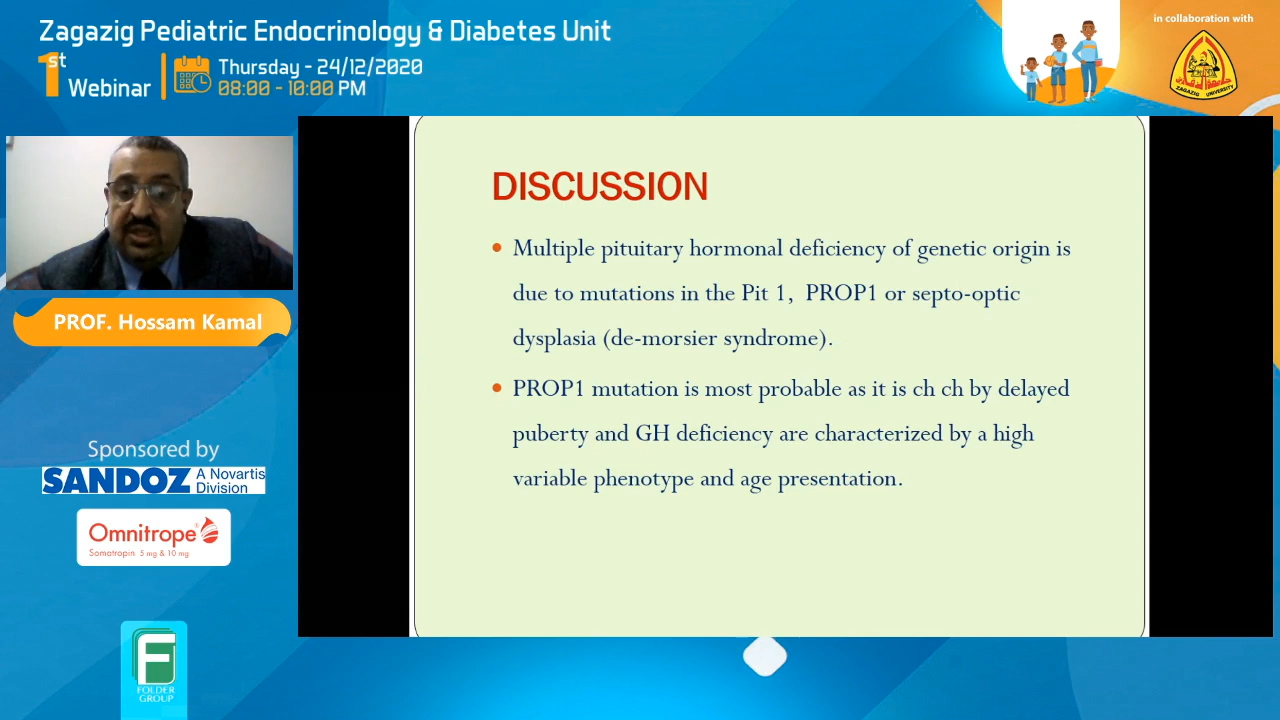 Zagazig Pediatric Endocrinology & Diabetes Unit
1st Webinar
Thursday - 24/12/2020
08:00 - 10:00 PM
in collaboration with
ZAGAZIG UNIVERSITY
DISCUSSION
Multiple pituitary hormonal deficiency of genetic origin is
due to mutations in the Pit 1, PROP1 or septo-optic
dysplasia (de-morsier syndrome).
PROP1 mutation is most probable as it is ch ch by delayed
puberty and GH deficiency are characterized by a high
variable phenotype and age presentation.
PROF. Hossam Kamal
Sponsored by
SANDOZ A Novartis
Division
Omnitrope®
Somatropin 5 mg & 10 mg
F
FOLDER
GROUP